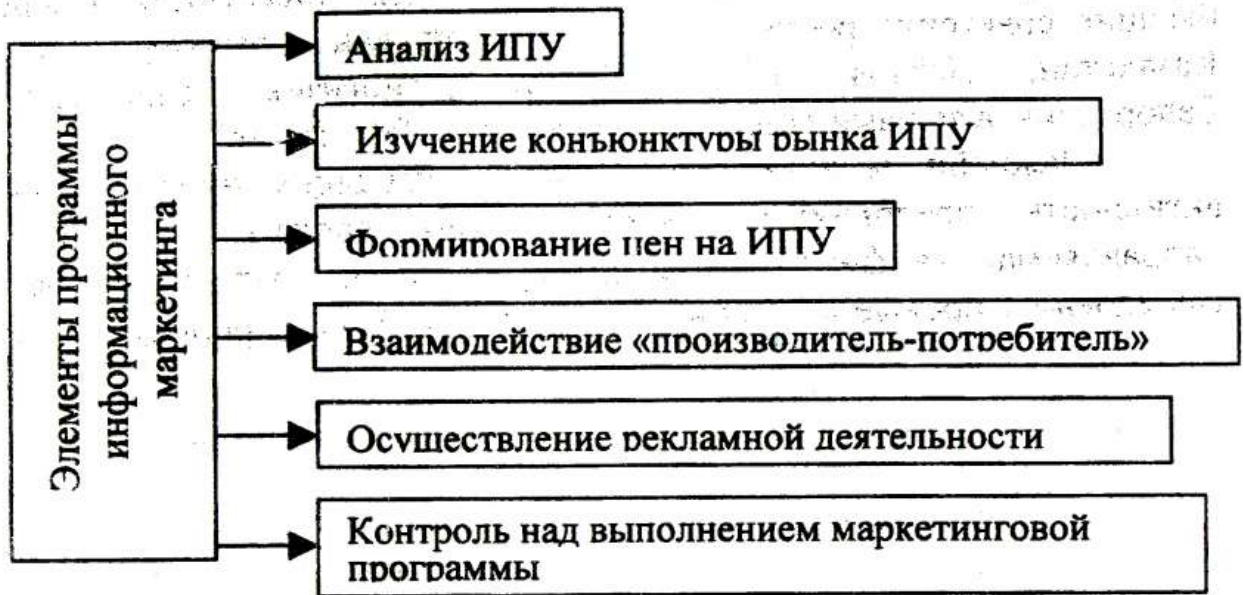 Элементы программы
информационного
маркетинга
Анализ ИПУ
Изучение конъюнктуры рынка ИПУ
Формирование цен на ИПУ
Взаимодействие «производитель-потребитель»
Осуществление рекламной деятельности
Контроль над выполнением маркетинговой
программы